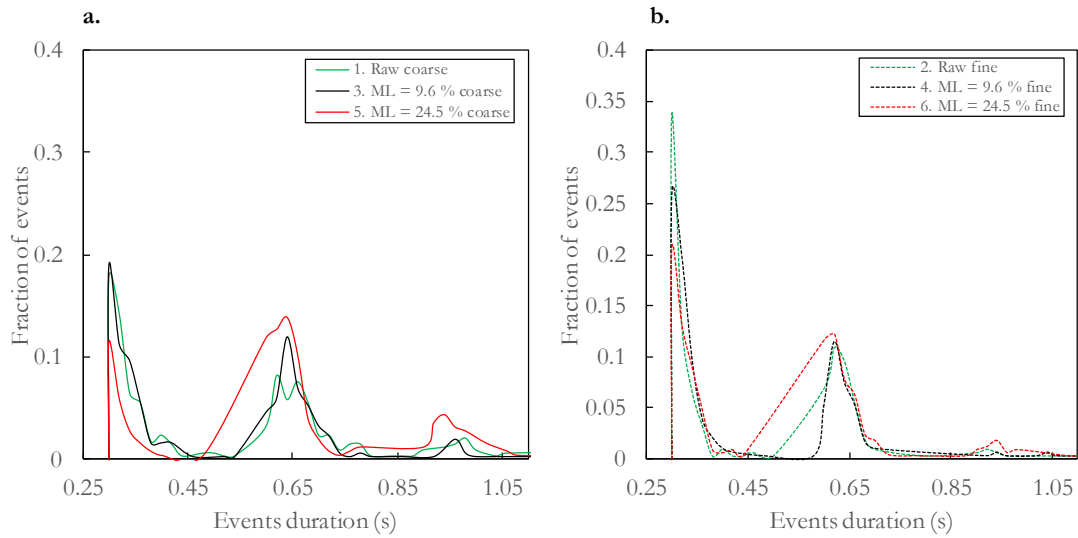 a.
0.4
0.3
0.2
0.1
0
0.25
0.45
0.65
0.85
1.05
Fraction of events
Events duration (s)
1. Raw coarse
3. ML = 9.6 % coarse
5. ML = 24.5 % coarse
b.
0.4
0.35
0.3
0.25
0.2
0.15
0.1
0.05
0
0.25
0.45
0.65
0.85
1.05
Fraction of events
Events duration (s)
2. Raw fine
4. ML = 9.6 % fine
6. ML = 24.5 % fine